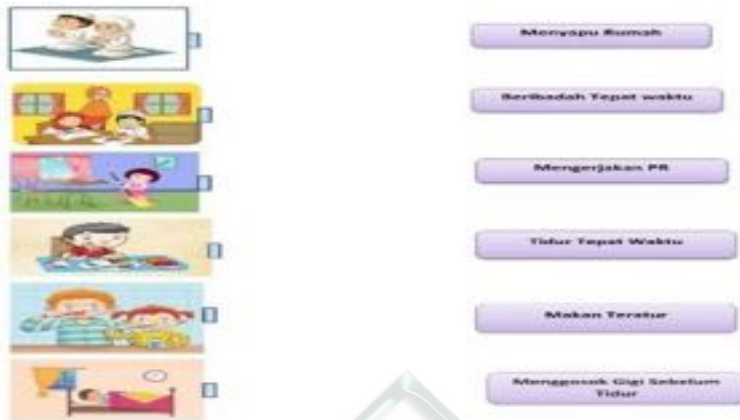 Menyapu Rumah
Beribadah Tepat waktu
Mengerjakan PR
Tidur Tepat Waktu
Makan Teratur
Menggosok Gigi Sebelum
Tidur